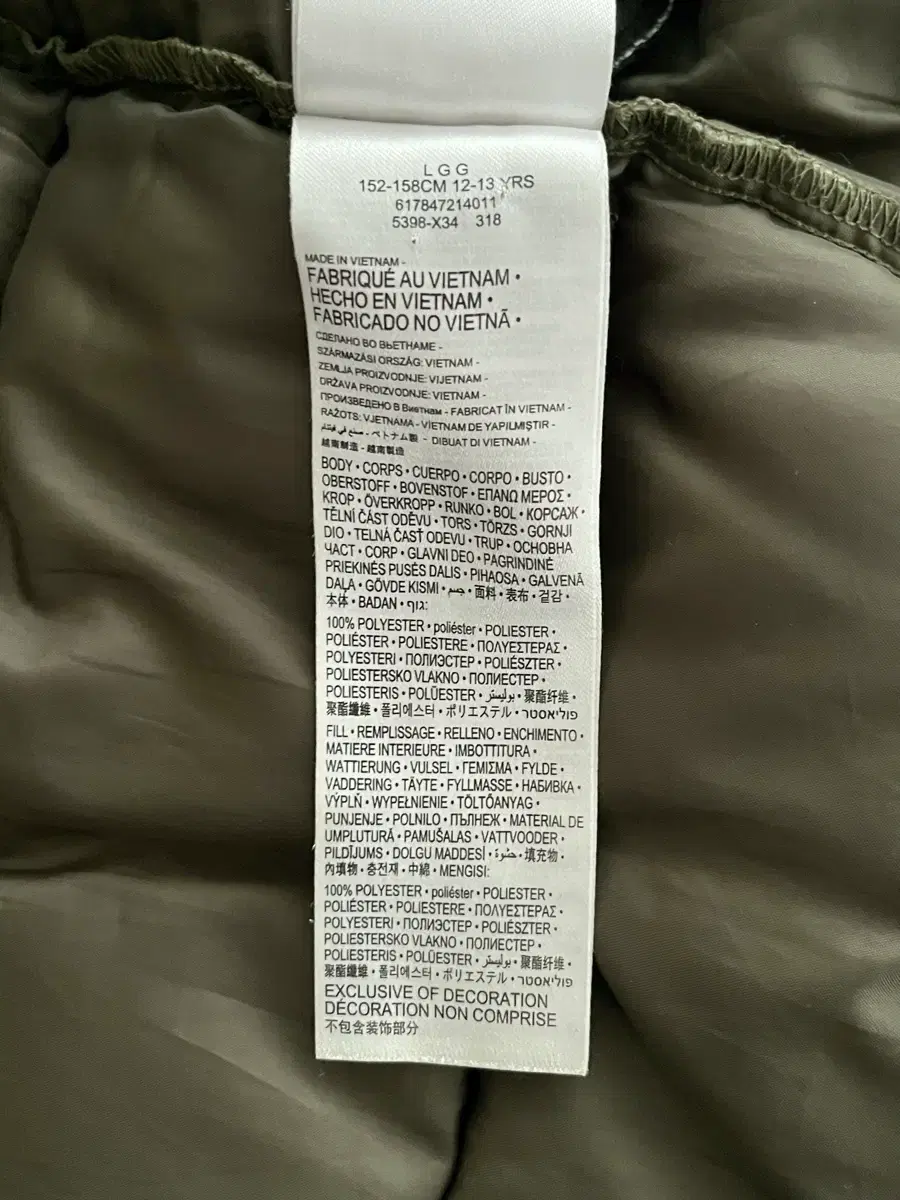 LGG
152-158CM 12-13 YRS
617847214011
5398-X34 318
MADE IN VIETNAM -
FABRIQUÉ AU VIETNAM •
HECHO EN VIETNAM •
FABRICADO NO VIETNÃ •
СДЕЛАНО ВО ВЬЕТНАМЕ -
SZÁRMAZÁSI ORSZÁG: VIETNAM -
ZEMLJA PROIZVODNJE: VIJETNAM -
DRŽAVA PROIZVODNJE: VIETNAM -
ПРОИЗВЕДЕНО В Виетнам - FABRICAT ÎN VIETNAM -
RAŽOTS: VJETNAMA - VIETNAM DE YAPILMIŞTIR -
صنع في فيتنام - ベトナム製 - DIBUAT DI VIETNAM -
越南制造 - 越南製造
BODY • CORPS • CUERPO • CORPO • BUSTO •
OBERSTOFF • BOVENSTOF • ΕΠΑΝΩ ΜΕΡΟΣ •
KROP • ÖVERKROPP • RUNKO • BOL • КОРСАЖ •
TĚLNÍ ČÁST ODĚVU • TORS • TÖRZS • GORNJI
DIO • TELNÁ ČASŤ ODEVU • TRUP • ОСНОВНА
ЧАСТ • CORP • GLAVNI DEO • PAGRINDINĖ
PRIEKINĖS PUSĖS DALIS • PIHAOSA • GALVENĀ
DAĻA • GÖVDE KISMI • جسم • 面料 • 表布 • 겉감 •
本体 • BADAN • גוף:
100% POLYESTER • poliéster • POLIESTER •
POLIÉSTER • POLIESTERE • ΠΟΛΥΕΣΤΕΡΑΣ •
POLYESTERI • ПОЛИЭСТЕР • POLIÉSZTER •
POLIESTERSKO VLAKNO • ПОЛИЕСТЕР •
POLIESTERIS • POLÜESTER • بوليستر • 聚酯纤维 •
聚酯纖維 • 폴리에스터 • ポリエステル • פוליאסטר
FILL • REMPLISSAGE • RELLENO • ENCHIMENTO •
MATIERE INTERIEURE • IMBOTTITURA •
WATTIERUNG • VULSEL • ΓΕΜΙΣΜΑ • FYLDE •
VADDERING • TÄYTE • FYLLMASSE • НАБИВКА •
VÝPLŇ • WYPEŁNIENIE • TÖLTŐANYAG •
PUNJENJE • POLNILO • ПЪЛНЕЖ • MATERIAL DE
UMPLUTURĂ • PAMUŠALAS • VATTVOODER •
PILDĪJUMS • DOLGU MADDESİ • حشوة • 填充物 •
內填物 • 충전재 • 中綿 • MENGISI:
100% POLYESTER • poliéster • POLIESTER •
POLIÉSTER • POLIESTERE • ΠΟΛΥΕΣΤΕΡΑΣ •
POLYESTERI • ПОЛИЭСТЕР • POLIÉSZTER •
POLIESTERSKO VLAKNO • ПОЛИЕСТЕР •
POLIESTERIS • POLÜESTER • بوليستر • 聚酯纤维 •
聚酯纖維 • 폴리에스터 • ポリエステル • פוליאסטר
EXCLUSIVE OF DECORATION
DÉCORATION NON COMPRISE
不包含装饰部分